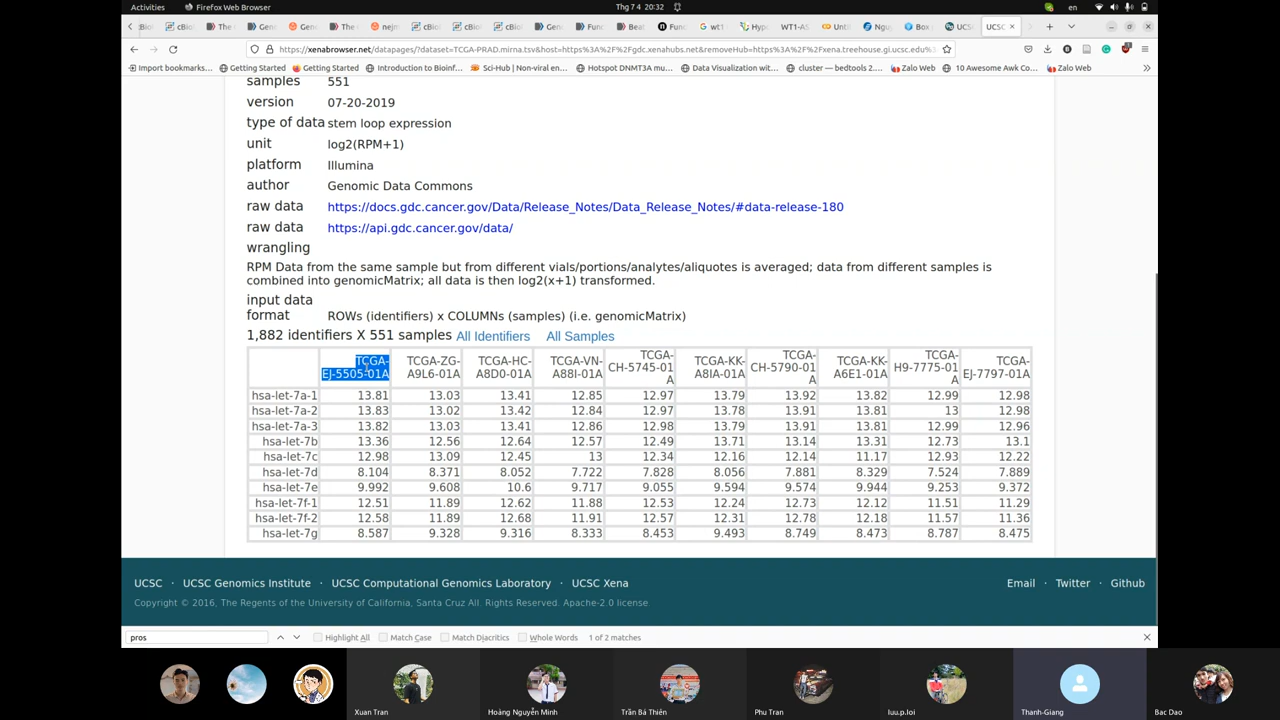 Activities
Firefox Web Browser
Thg 7 4 20:32
en
The
Gene
Gen
The
nejm
cBio
cBio
cBio
Gen
Func
Beat
Func
wt1
Hypc
WT1-AS
Unti
Ngu
Box
UCS
UCSC
https://xenabrowser.net/datapages/?dataset=TCGA-PRAD.mirna.tsv&host=https%3A%2F%2Fgdc.xenahubs.net&removeHub=https%3A%2F%2Fxena.treehouse.gi.ucsc.edu%
Import bookmarks...
Getting Started
Getting Started
Introduction to Bioinf...
Sci-Hub | Non-viral en...
Hotspot DNMT3A mu...
Data Visualization wit...
cluster — bedtools 2....
Zalo Web
10 Awesome Awk Co...
Zalo Web
samples 551
version 07-20-2019
type of data stem loop expression
unit log2(RPM+1)
platform Illumina
author Genomic Data Commons
raw data https://docs.gdc.cancer.gov/Data/Release_Notes/Data_Release_Notes/#data-release-180
raw data https://api.gdc.cancer.gov/data/
wrangling
RPM Data from the same sample but from different vials/portions/analytes/aliquotes is averaged; data from different samples is
combined into genomicMatrix; all data is then log2(x+1) transformed.
input data
format ROWs (identifiers) x COLUMNs (samples) (i.e. genomicMatrix)
1,882 identifiers X 551 samples All Identifiers All Samples
TCGA-EJ-5505-01A TCGA-ZG-A9L6-01A TCGA-HC-A8D0-01A TCGA-VN-A88I-01A TCGA-CH-5745-01A TCGA-KK-A8IA-01A TCGA-CH-5790-01A TCGA-KK-A6E1-01A TCGA-H9-7775-01A TCGA-EJ-7797-01A
hsa-let-7a-1 13.81 13.03 13.41 12.85 12.97 13.79 13.92 13.82 12.99 12.98
hsa-let-7a-2 13.83 13.02 13.42 12.84 12.97 13.78 13.91 13.81 13 12.98
hsa-let-7a-3 13.82 13.03 13.41 12.86 12.98 13.79 13.91 13.81 12.99 12.96
hsa-let-7b 13.36 12.56 12.64 12.57 12.49 13.71 13.14 13.31 12.73 13.1
hsa-let-7c 12.98 13.09 12.45 13 12.34 12.16 12.14 11.17 12.93 12.22
hsa-let-7d 8.104 8.371 8.052 7.722 7.828 8.056 7.881 8.329 7.524 7.889
hsa-let-7e 9.992 9.608 10.6 9.717 9.055 9.594 9.574 9.944 9.253 9.372
hsa-let-7f-1 12.51 11.89 12.62 11.88 12.53 12.24 12.73 12.12 11.51 11.29
hsa-let-7f-2 12.58 11.89 12.68 11.91 12.57 12.31 12.78 12.18 11.57 11.36
hsa-let-7g 8.587 9.328 9.316 8.333 8.453 9.493 8.749 8.473 8.787 8.475
UCSC · UCSC Genomics Institute · UCSC Computational Genomics Laboratory · UCSC Xena
Email · Twitter · Github
Copyright © 2016, The Regents of the University of California, Santa Cruz All. Rights Reserved. Apache-2.0 license
pros
Highlight All
Match Case
Match Diacritics
Whole Words
1 of 2 matches
Xuan Tran
Hoàng Nguyễn Minh
Trần Bá Thiên
Phu Tran
luu.p.loi
Thanh-Giang
Bac Dao